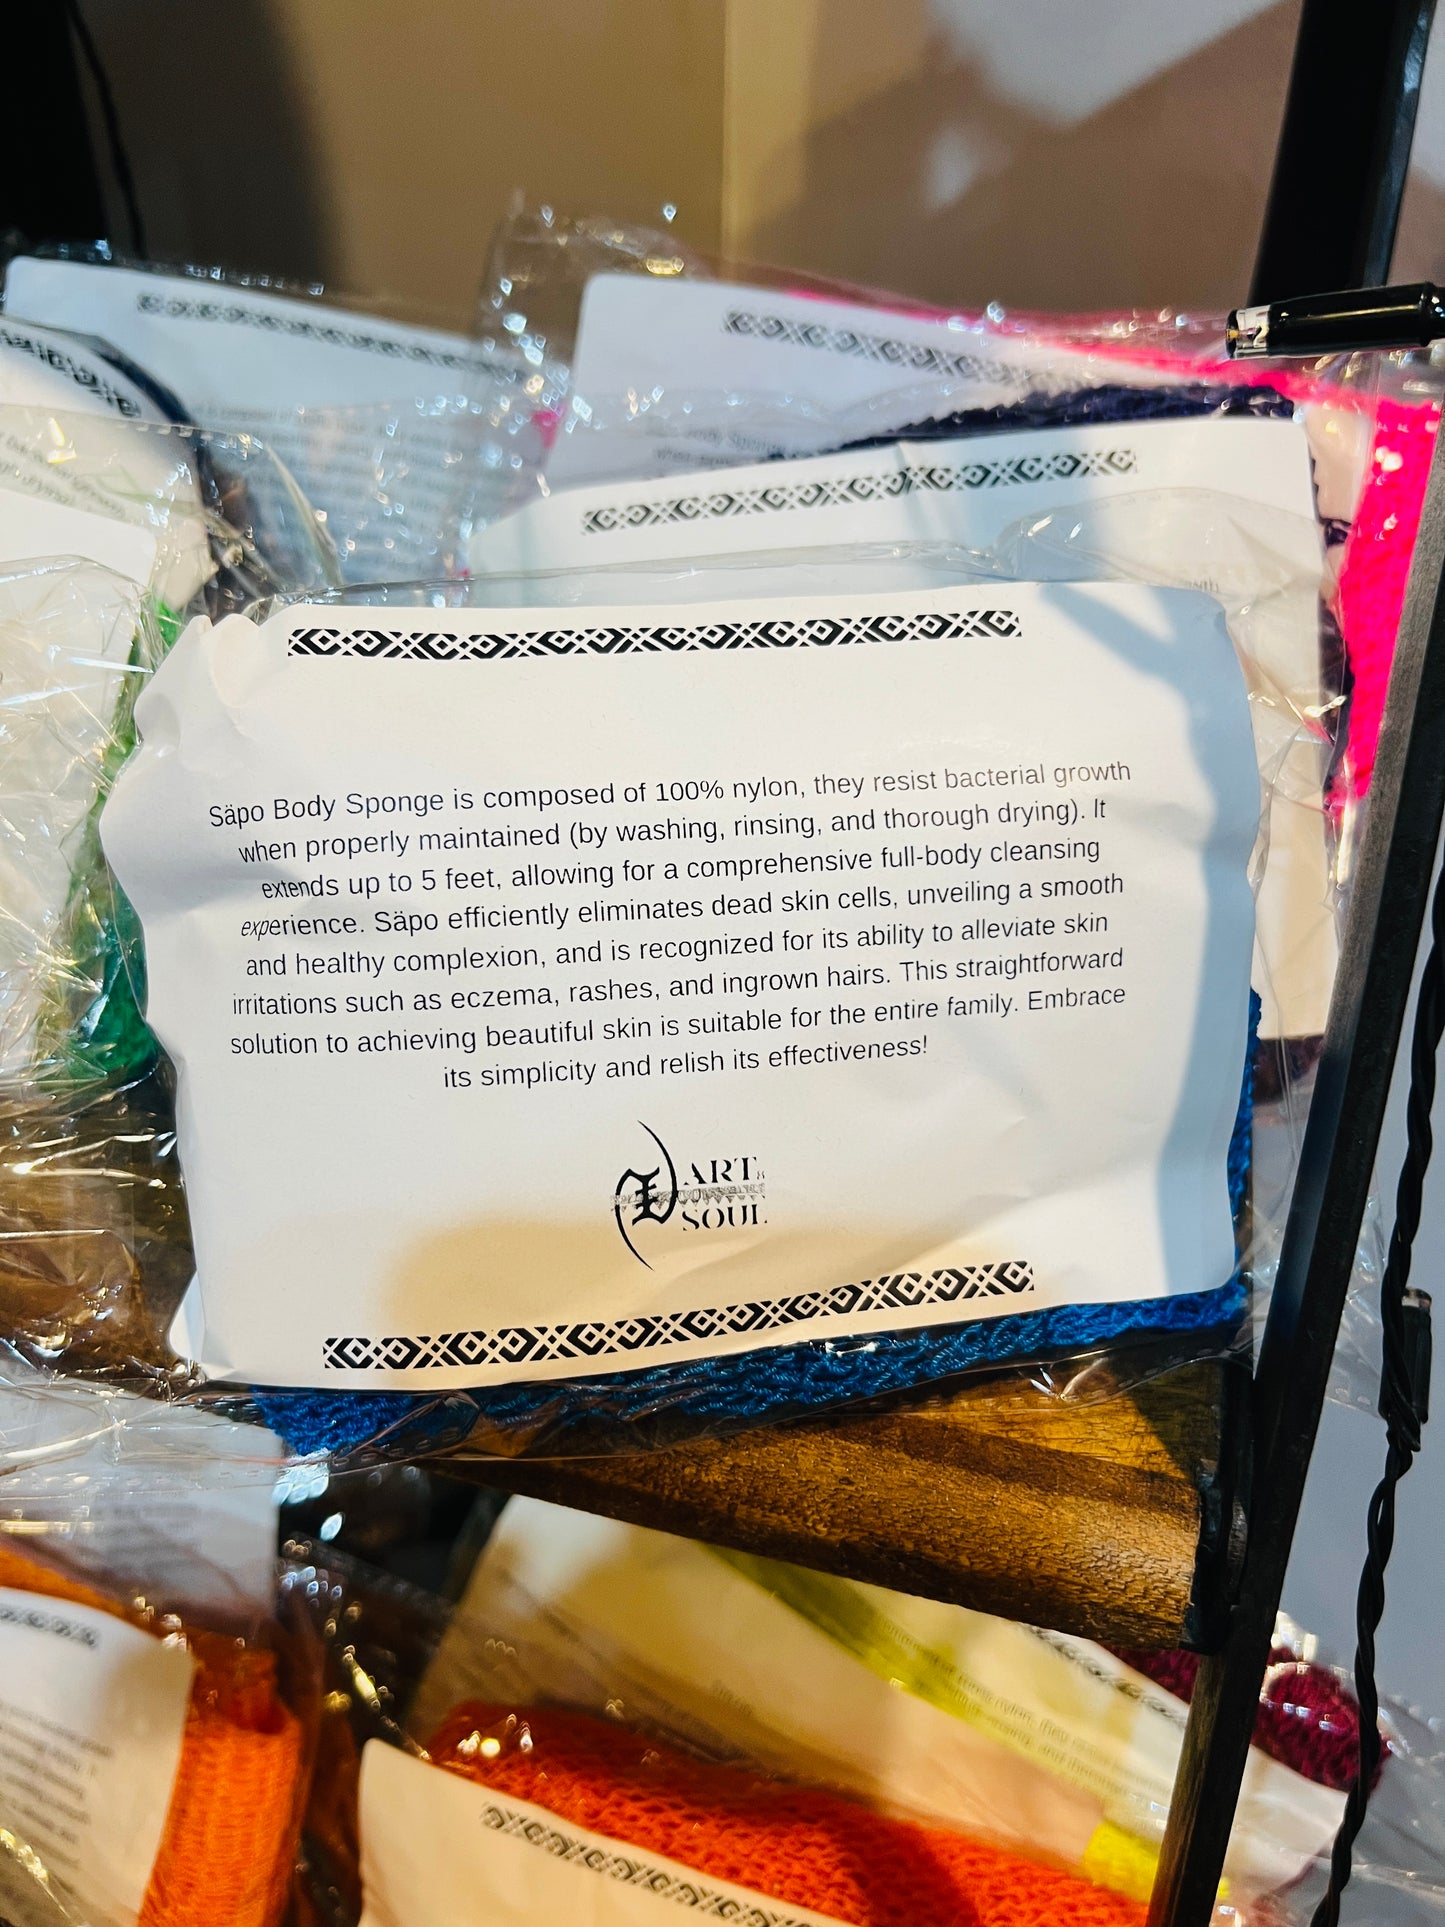 Säpo Body Sponge is composed of 100% nylon, they resist bacterial growth
when properly maintained (by washing, rinsing, and thorough drying). It
extends up to 5 feet, allowing for a comprehensive full-body cleansing
experience. Säpo efficiently eliminates dead skin cells, unveiling a smooth
and healthy complexion, and is recognized for its ability to alleviate skin
irritations such as eczema, rashes, and ingrown hairs. This straightforward
solution to achieving beautiful skin is suitable for the entire family. Embrace
its simplicity and relish its effectiveness!
ART &
SOUL